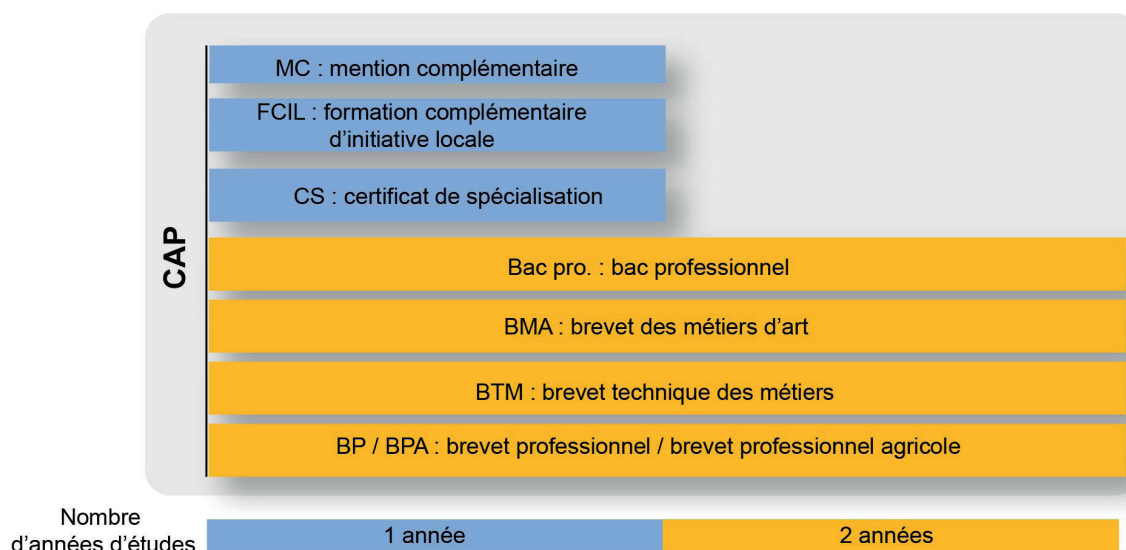 MC : mention complémentaire
FCIL : formation complémentaire
d’initiative locale
CS : certificat de spécialisation
CAP
Bac pro. : bac professionnel
BMA : brevet des métiers d’art
BTM : brevet technique des métiers
BP / BPA : brevet professionnel / brevet professionnel agricole
Nombre
d’années d’études
1 année
2 années